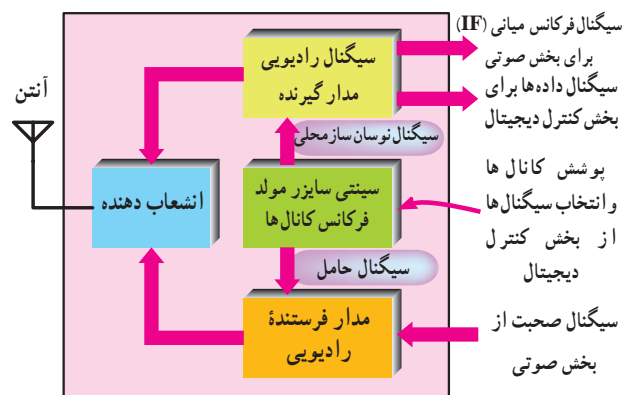 سیگنال فرکانس میانی (IF)
برای بخش صوتی
سیگنال داده‌ها برای
بخش کنترل دیجیتال
پوشش کانال ها
و انتخاب سیگنال‌ها
از بخش کنترل
دیجیتال
سیگنال صحبت از
بخش صوتی
سیگنال رادیویی
مدار گیرنده
سیگنال نوسان ساز محلی
سینتی سایزر مولد
فرکانس کانال‌ها
سیگنال حامل
مدار فرستندۀ
رادیویی
انشعاب دهنده
آنتن